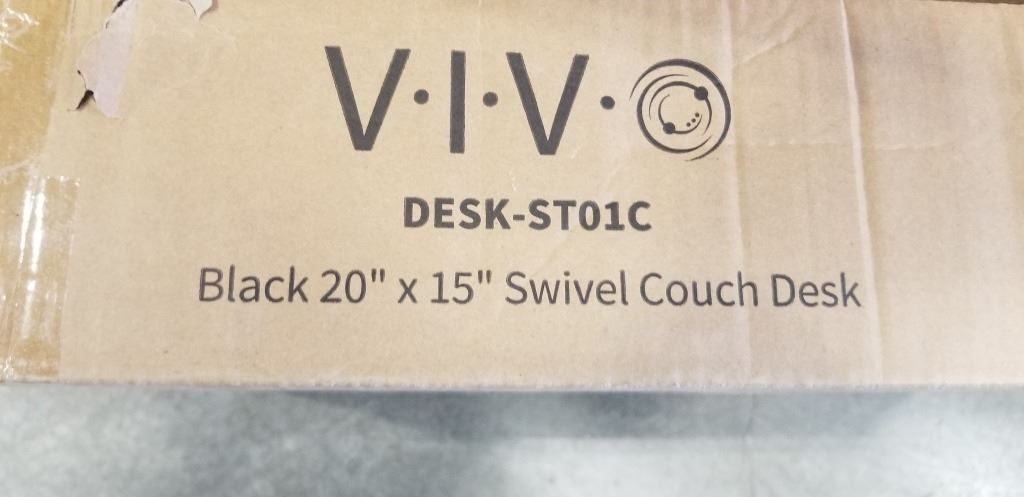 V·I·V·O
DESK-ST01C
Black 20" x 15" Swivel Couch Desk